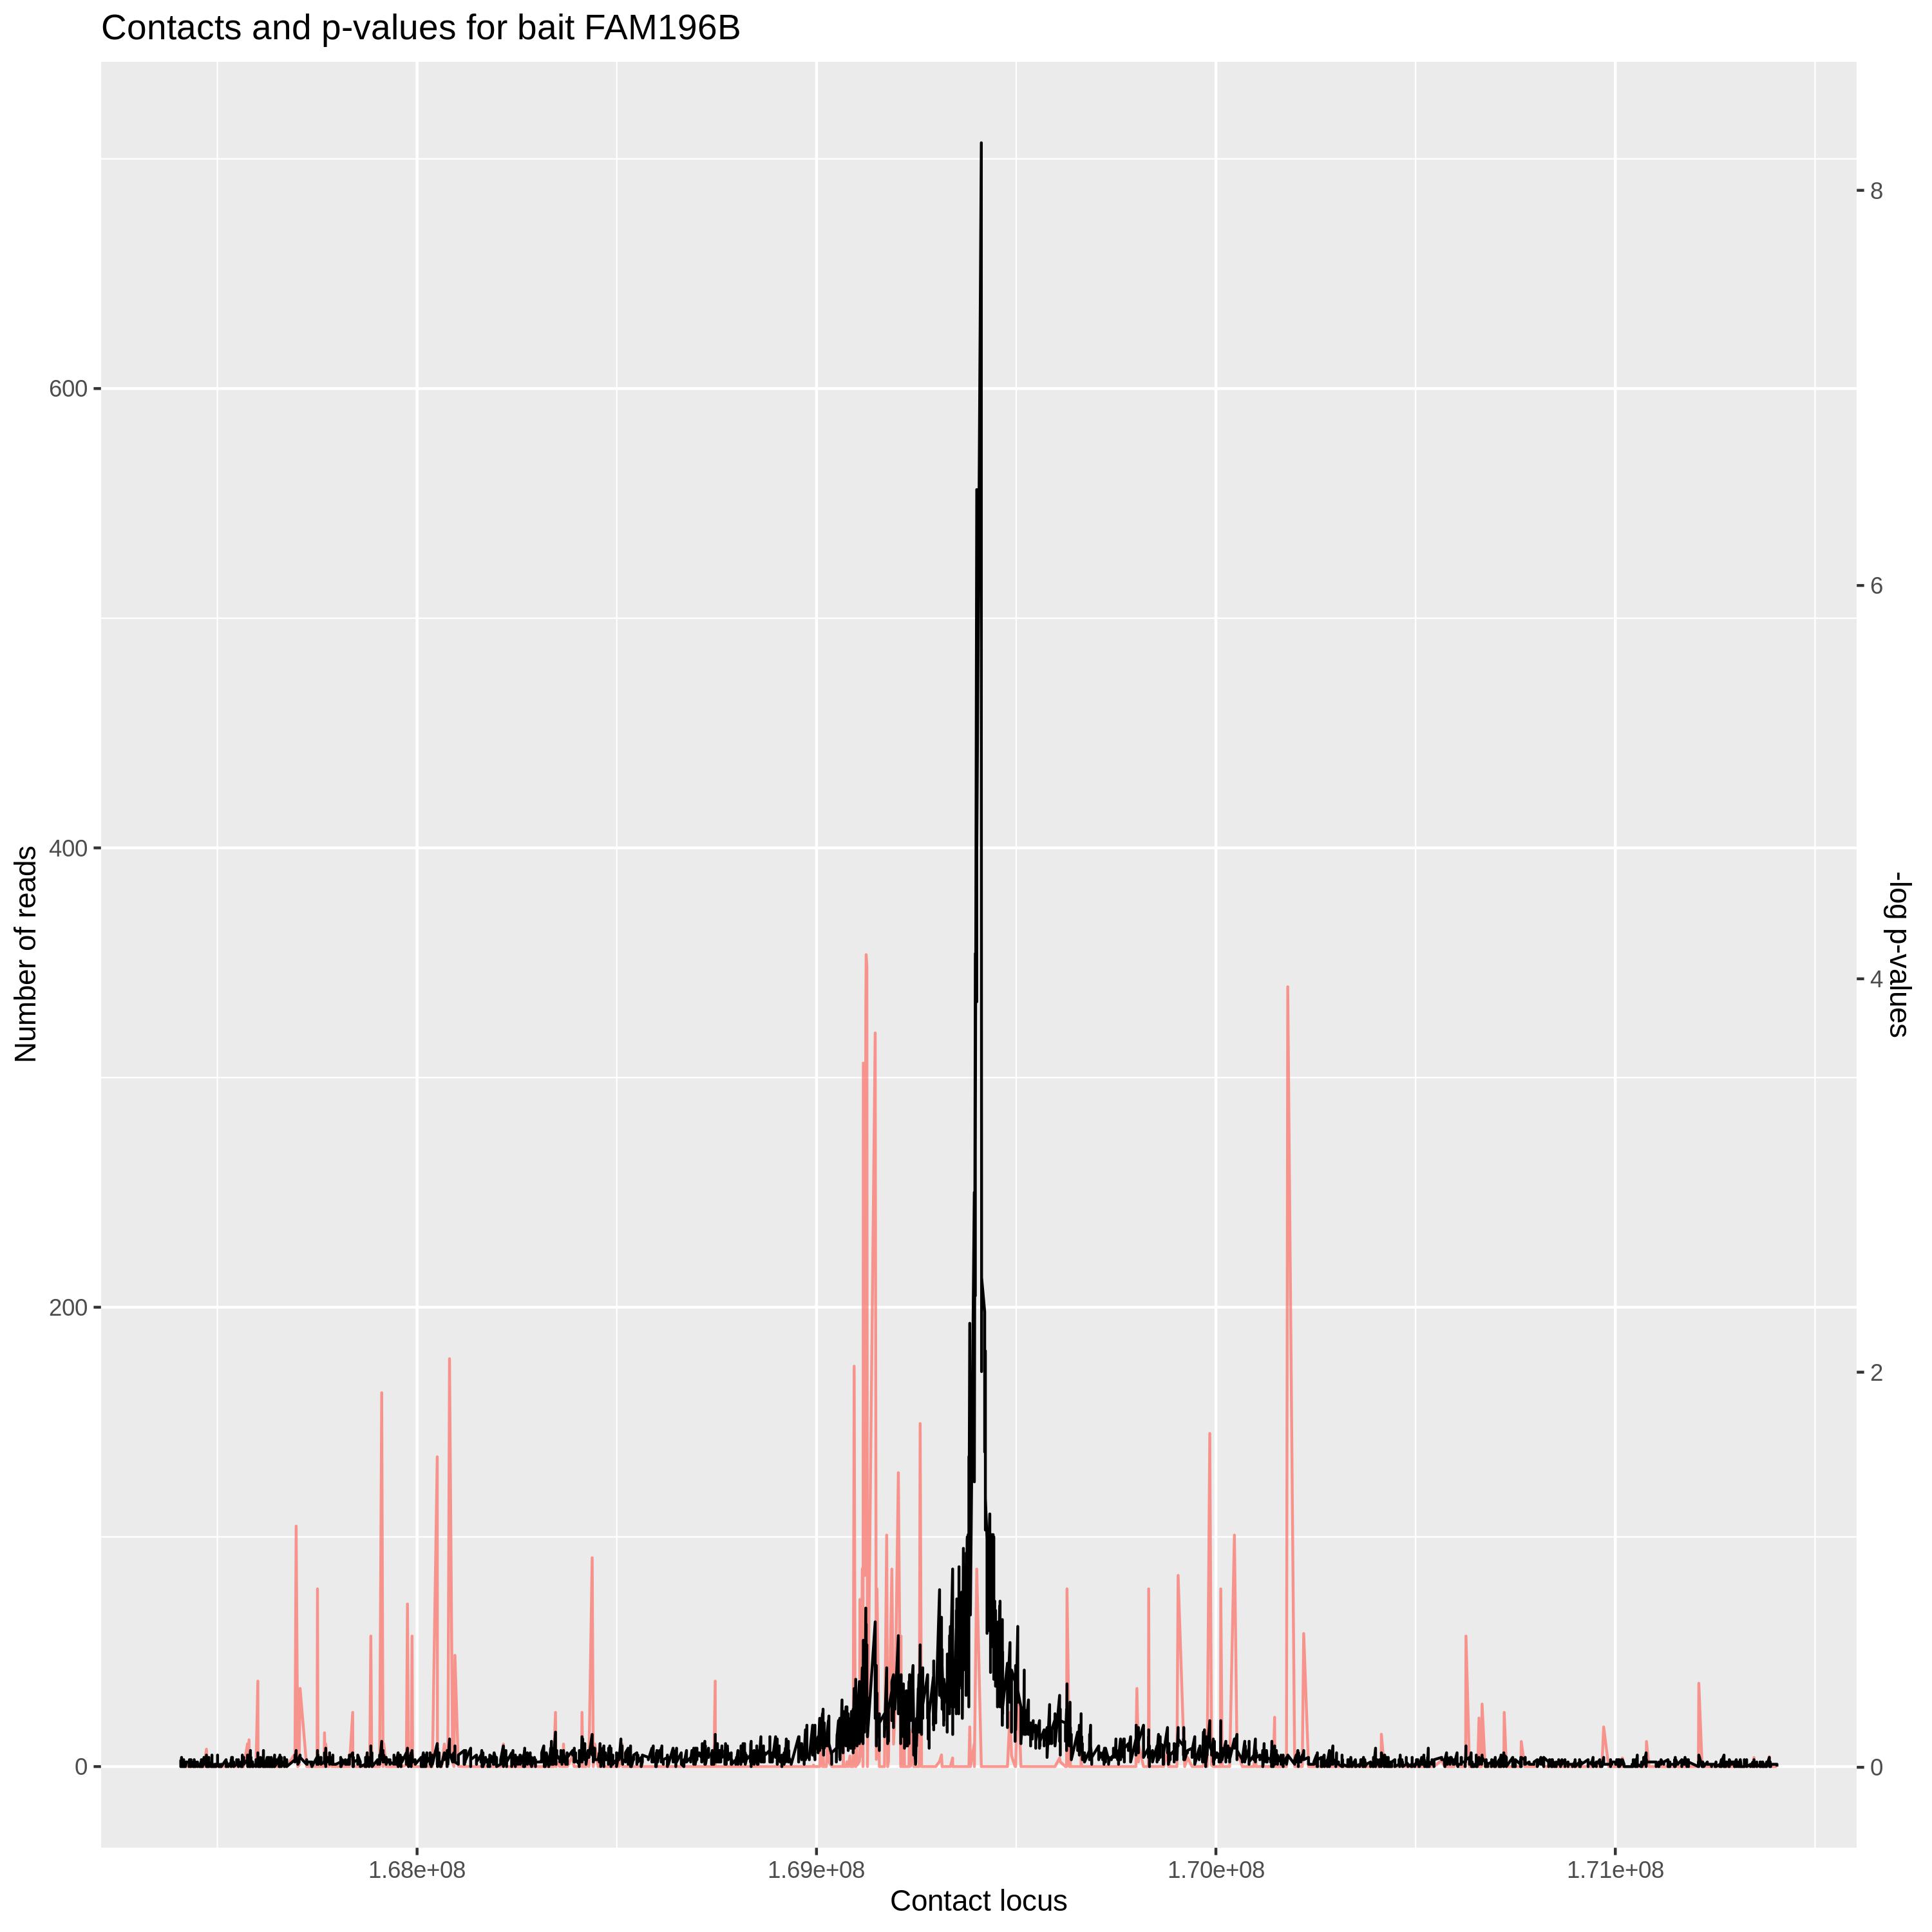 Contacts and p-values for bait FAM196B
Number of reads
600
400
200
0
8
6
4
2
0
-log p-values
1.68e+08 1.69e+08 1.70e+08 1.71e+08
Contact locus